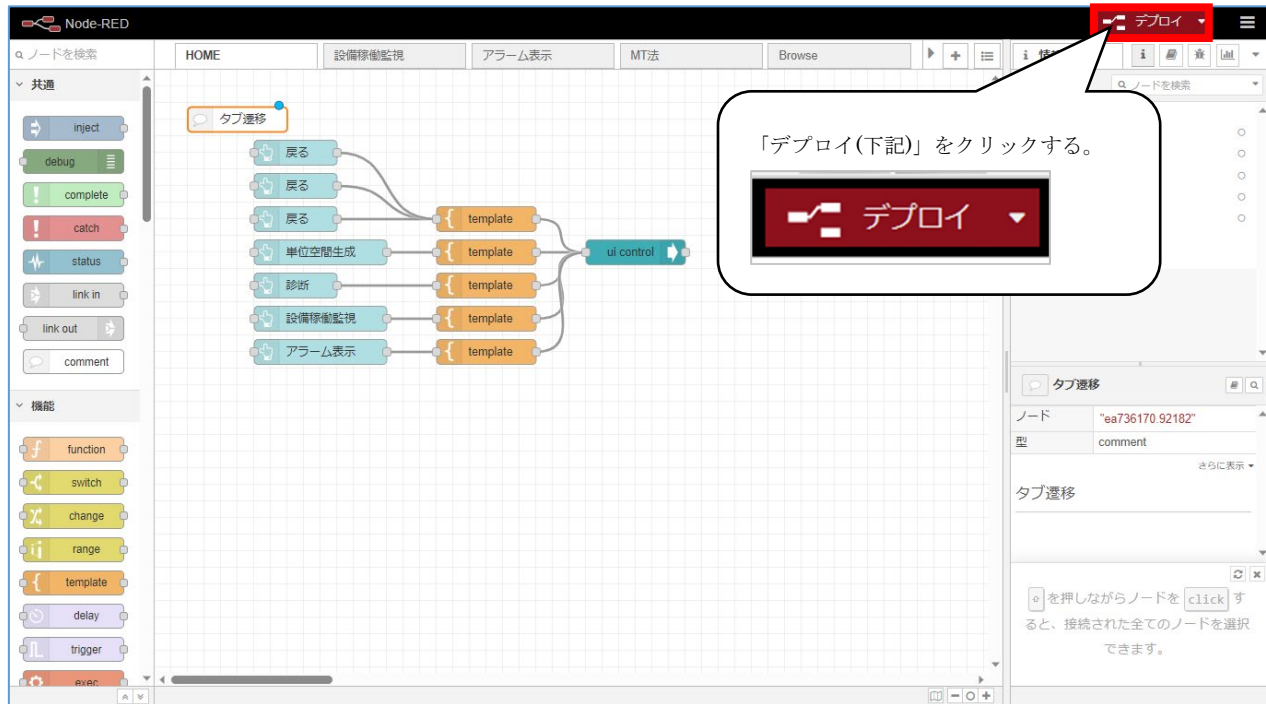 Node-RED
デプロイ
ノードを検索
HOME
設備稼働監視
アラーム表示
MT法
Browse
i
ノードを検索
共通
inject
debug
complete
catch
status
link in
link out
comment
機能
function
switch
change
range
template
delay
trigger
exec
タブ遷移
戻る
戻る
戻る
template
単位空間生成
template
ui control
診断
template
設備稼働監視
template
アラーム表示
template
「デプロイ(下記)」をクリックする。
デプロイ
タブ遷移
ノード "ea736170.92182"
型 comment
さらに表示
タブ遷移
を押しながらノードを click す
ると、接続された全てのノードを選択
できます。